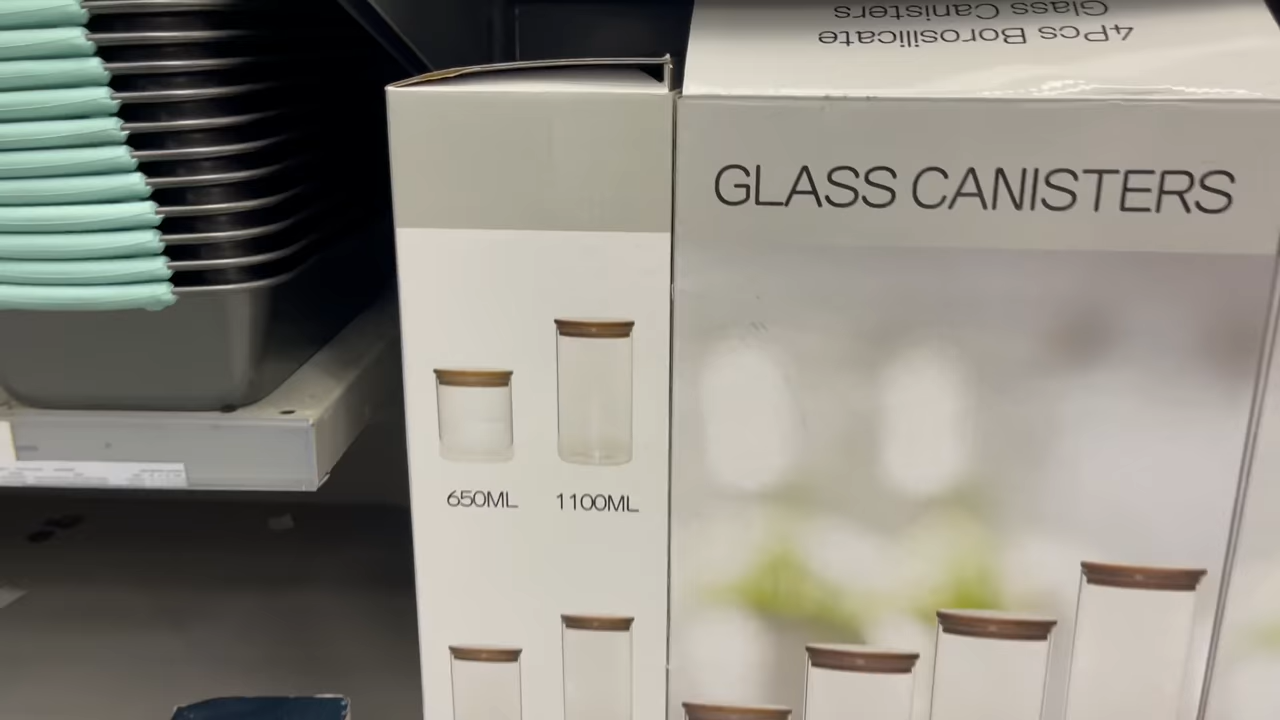 4Pcs Borosilicate
Glass Canisters
GLASS CANISTERS
650ML 1100ML